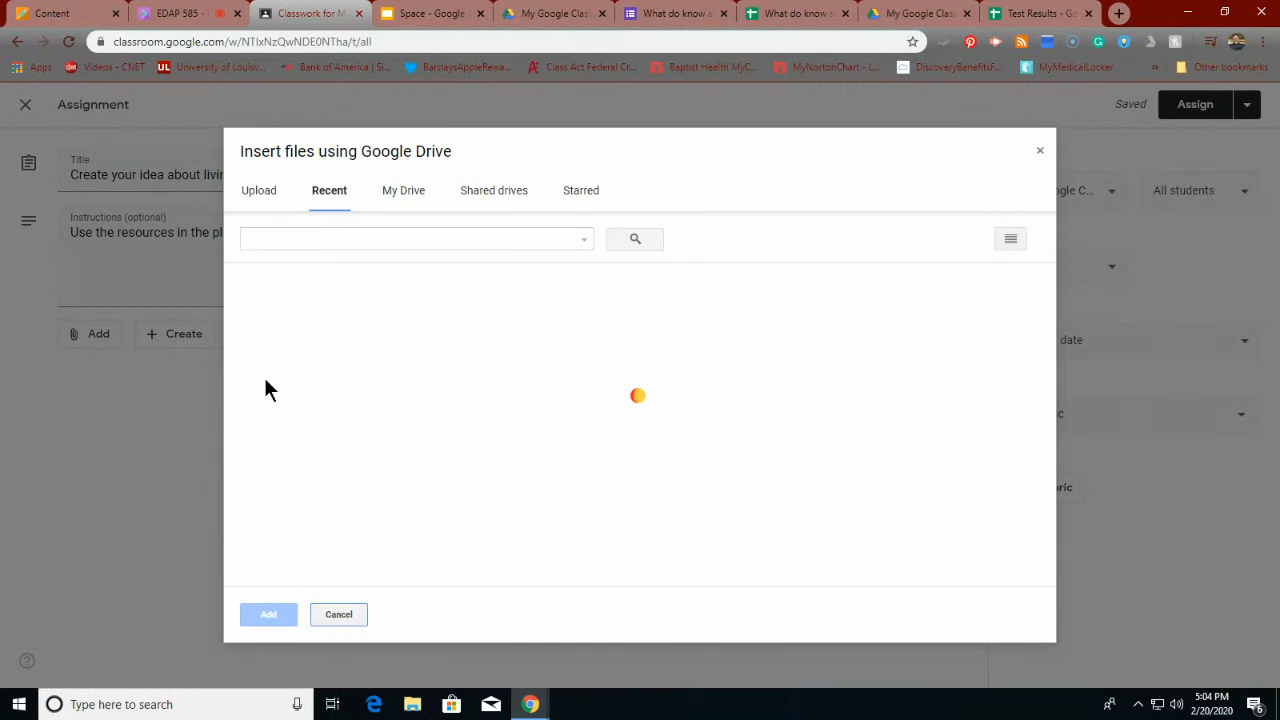 Content
EDAP 585 -
Classwork for M
Space - Google
My Google Clas
What do know a
What do know a
My Google Clas
Test Results - Go
classroom.google.com/w/NTIxNzQwNDE0NTha/t/all
Apps
Videos - CNET
University of Louisv...
Bank of America | Si...
BarclaysAppleRewa...
Class Act Federal Cr...
Baptist Health MyC...
MyNortonChart - L...
DiscoveryBenefitsF...
MyMedicalLocker
»
Other bookmarks
Assignment
Saved
Assign
Title
Create your idea about livin
Instructions (optional)
Use the resources in the pl
Add
Create
Insert files using Google Drive
Upload
Recent
My Drive
Shared drives
Starred
Add
Cancel
gle C...
All students
date
ric
Type here to search
5:04 PM
2/20/2020
6